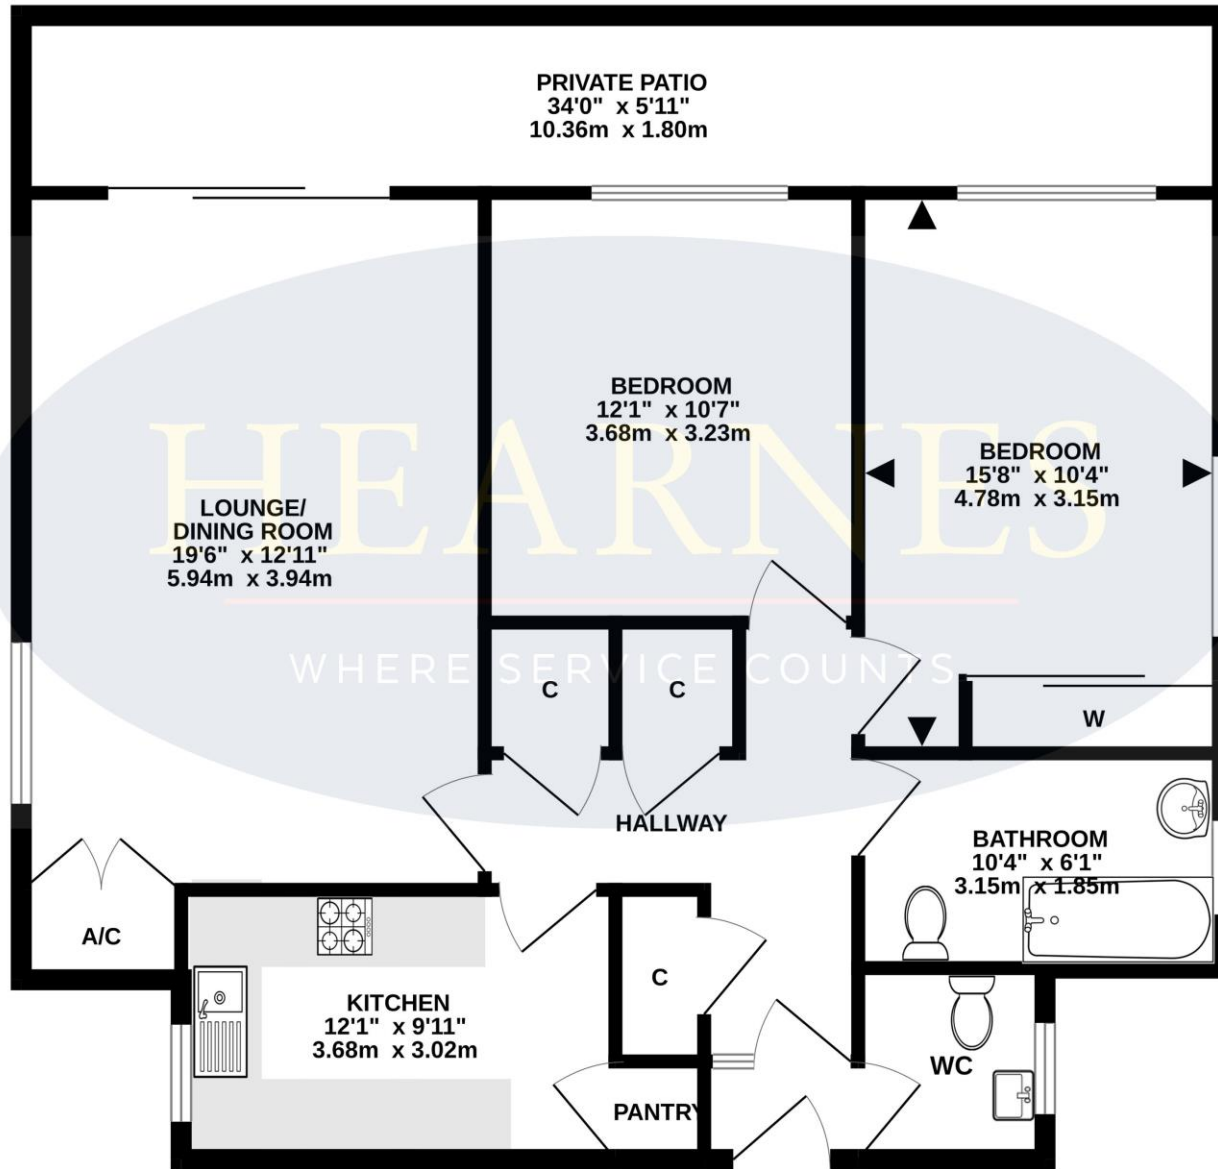 PRIVATE PATIO
34'0" x 5'11"
10.36m x 1.80m
BEDROOM
12'1" x 10'7"
3.68m x 3.23m
BEDROOM
15'8" x 10'4"
4.78m x 3.15m
HEARNES
LOUNGE/
DINING ROOM
19'6" x 12'11"
5.94m x 3.94m
WHERE SERVICE COUNTS
C
C
W
HALLWAY
BATHROOM
10'4" x 6'1"
3.15m x 1.85m
A/C
C
KITCHEN
12'1" x 9'11"
3.68m x 3.02m
WC
PANTRY